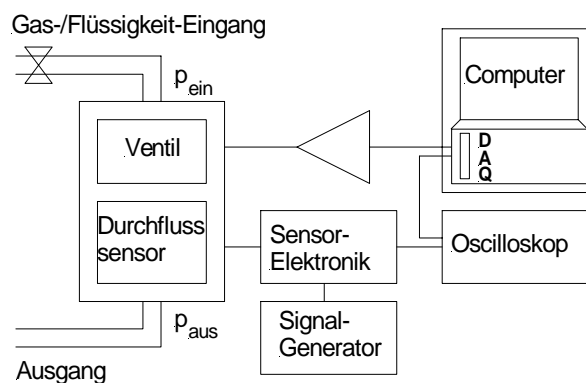 Gas-/Flüssigkeit-Eingang
p ein
Computer
Ventil
D
A
Q
Durchfluss
sensor
Sensor-
Elektronik
Oscilloskop
p aus
Signal-
Generator
Ausgang